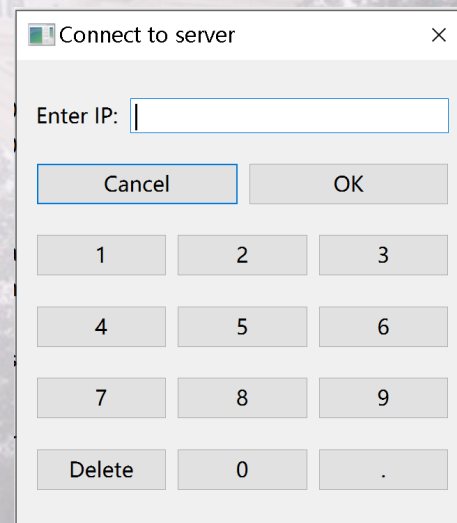 Connect to server
Enter IP:
Cancel OK
1 2 3
4 5 6
7 8 9
Delete 0 .